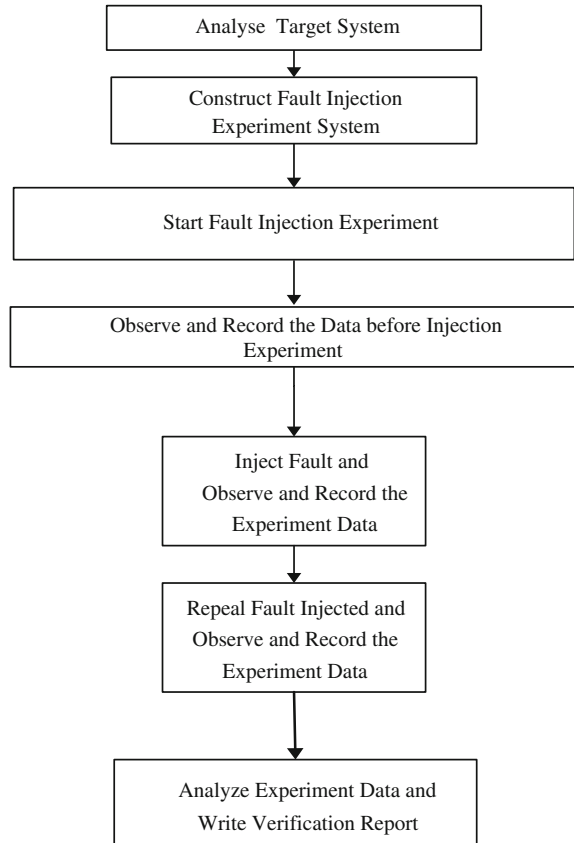 Analyse Target System
Construct Fault Injection
Experiment System
Start Fault Injection Experiment
Observe and Record the Data before Injection
Experiment
Inject Fault and
Observe and Record the
Experiment Data
Repeal Fault Injected and
Observe and Record the
Experiment Data
Analyze Experiment Data and
Write Verification Report